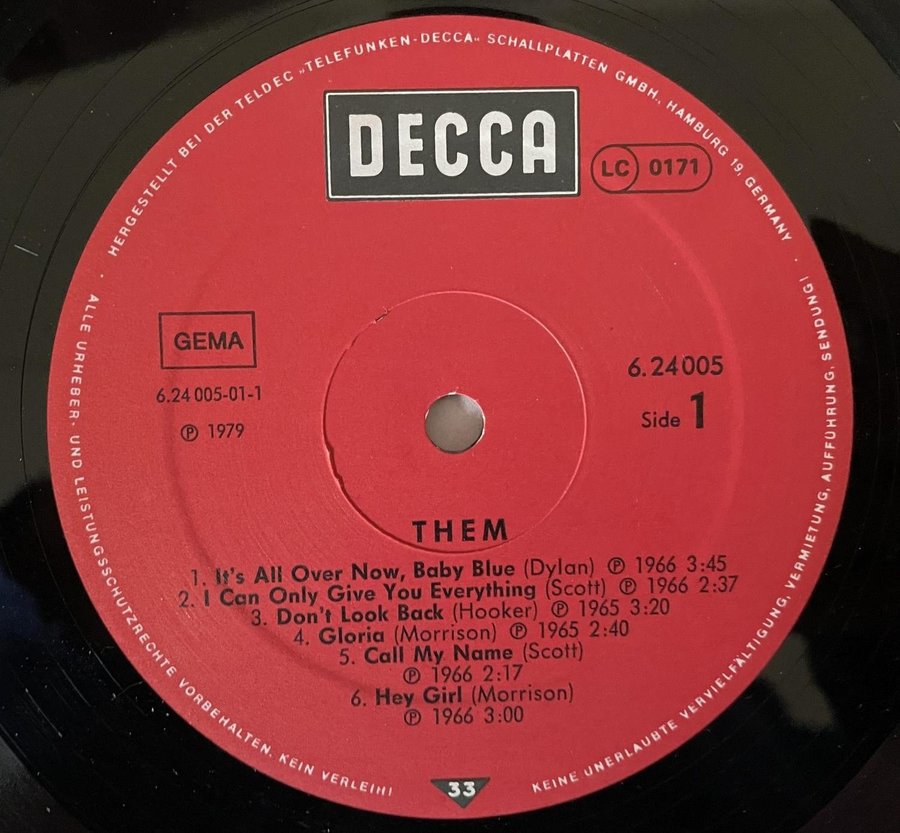 HERGESTELLT BEI DER TELDEC »TELEFUNKEN-DECCA« SCHALLPLATTEN GMBH., HAMBURG 19, GERMANY
DECCA
LC 0171
GEMA
6.24005-01-1
Ⓟ 1979
6.24005
Side 1
THEM
1. It's All Over Now, Baby Blue (Dylan) Ⓟ 1966 3:45
2. I Can Only Give You Everything (Scott) Ⓟ 1966 2:37
3. Don't Look Back (Hooker) Ⓟ 1965 3:20
4. Gloria (Morrison) Ⓟ 1965 2:40
5. Call My Name (Scott)
Ⓟ 1966 2:17
6. Hey Girl (Morrison)
Ⓟ 1966 3:00
33
ALLE URHEBER- UND LEISTUNGSSCHUTZRECHTE VORBEHALTEN. KEIN VERLEIH!
KEINE UNERLAUBTE VERVIELFÄLTIGUNG, VERMIETUNG, AUFFÜHRUNG, SENDUNG!